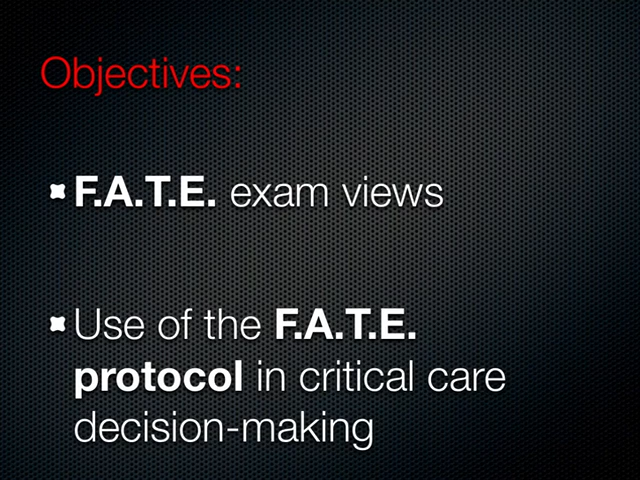 Objectives:
F.A.T.E. exam views
Use of the F.A.T.E.
protocol in critical care
decision-making